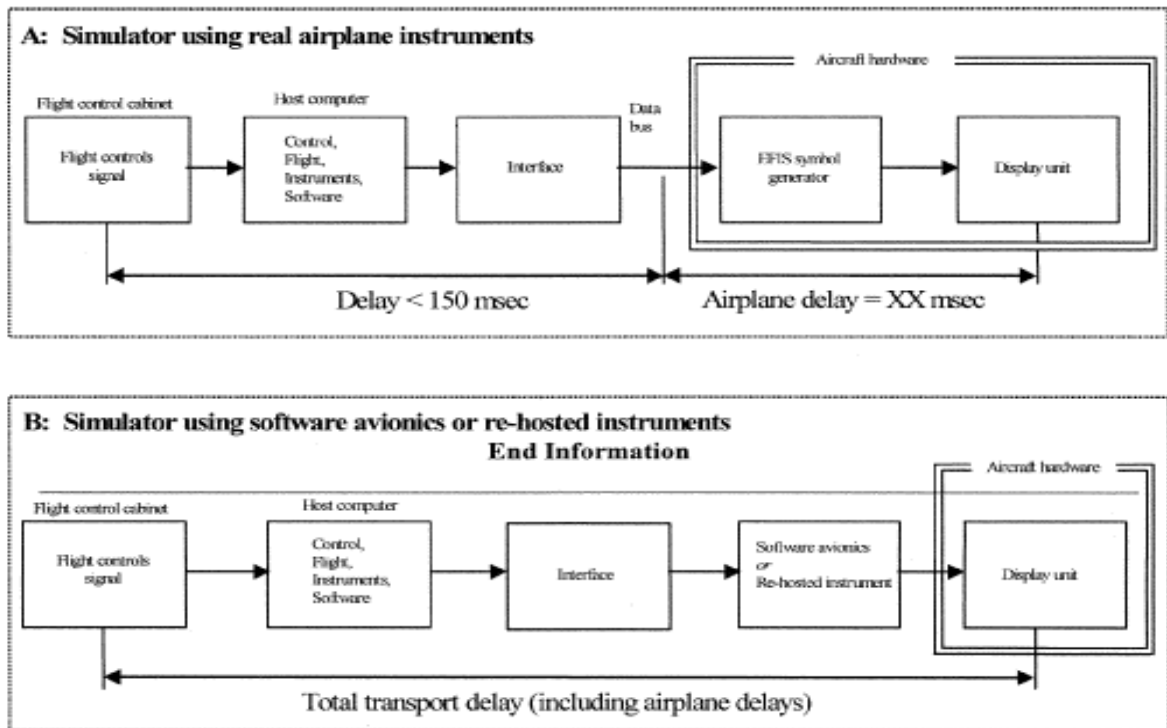 A: Simulator using real airplane instruments
Aircraft hardware
Flight control cabinet
Host computer
Data
bus
Flight controls
signal
Control,
Flight,
Instruments,
Software
Interface
EFIS symbol
generator
Display unit
Delay < 150 msec
Airplane delay = XX msec
B: Simulator using software avionics or re-hosted instruments
End Information
Aircraft hardware
Flight control cabinet
Host computer
Flight controls
signal
Control,
Flight,
Instruments,
Software
Interface
Software avionics
or
Re-hosted instrument
Display unit
Total transport delay (including airplane delays)